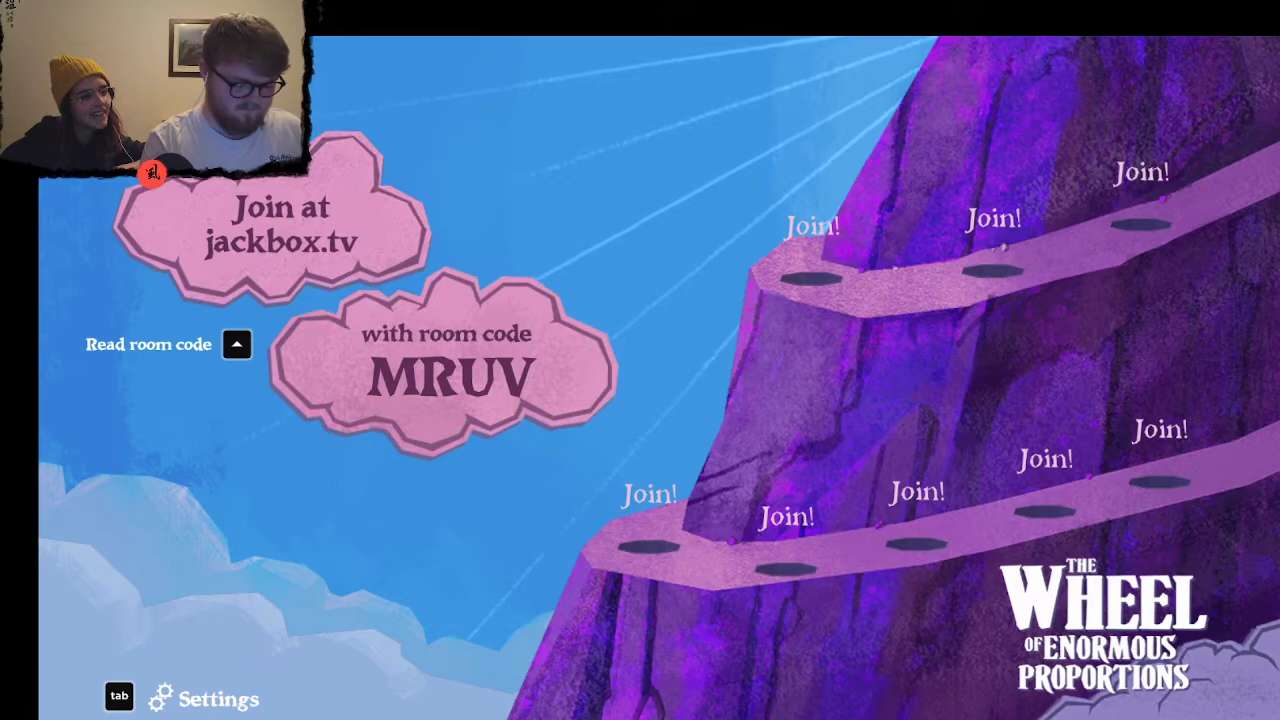 Join at
jackbox.tv
with room code
MRUV
Read room code
Join!
Join!
Join!
Join!
Join!
Join!
Join!
Join!
THE
WHEEL
OF ENORMOUS
PROPORTIONS
tab
Settings